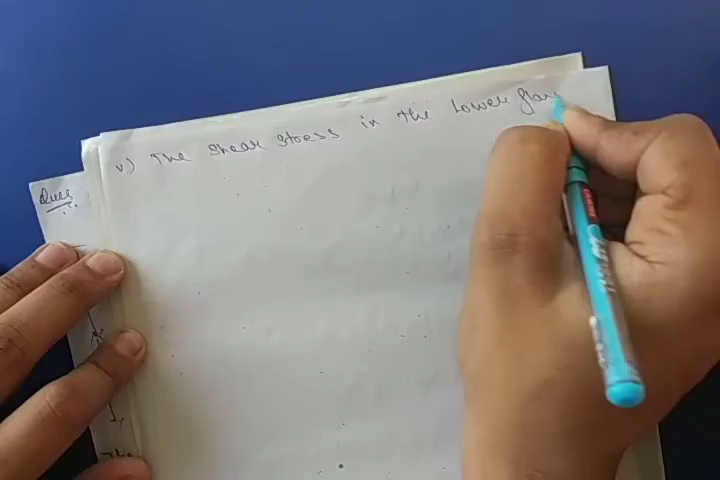 v) The Shear Stress in the Lower flan
Ques